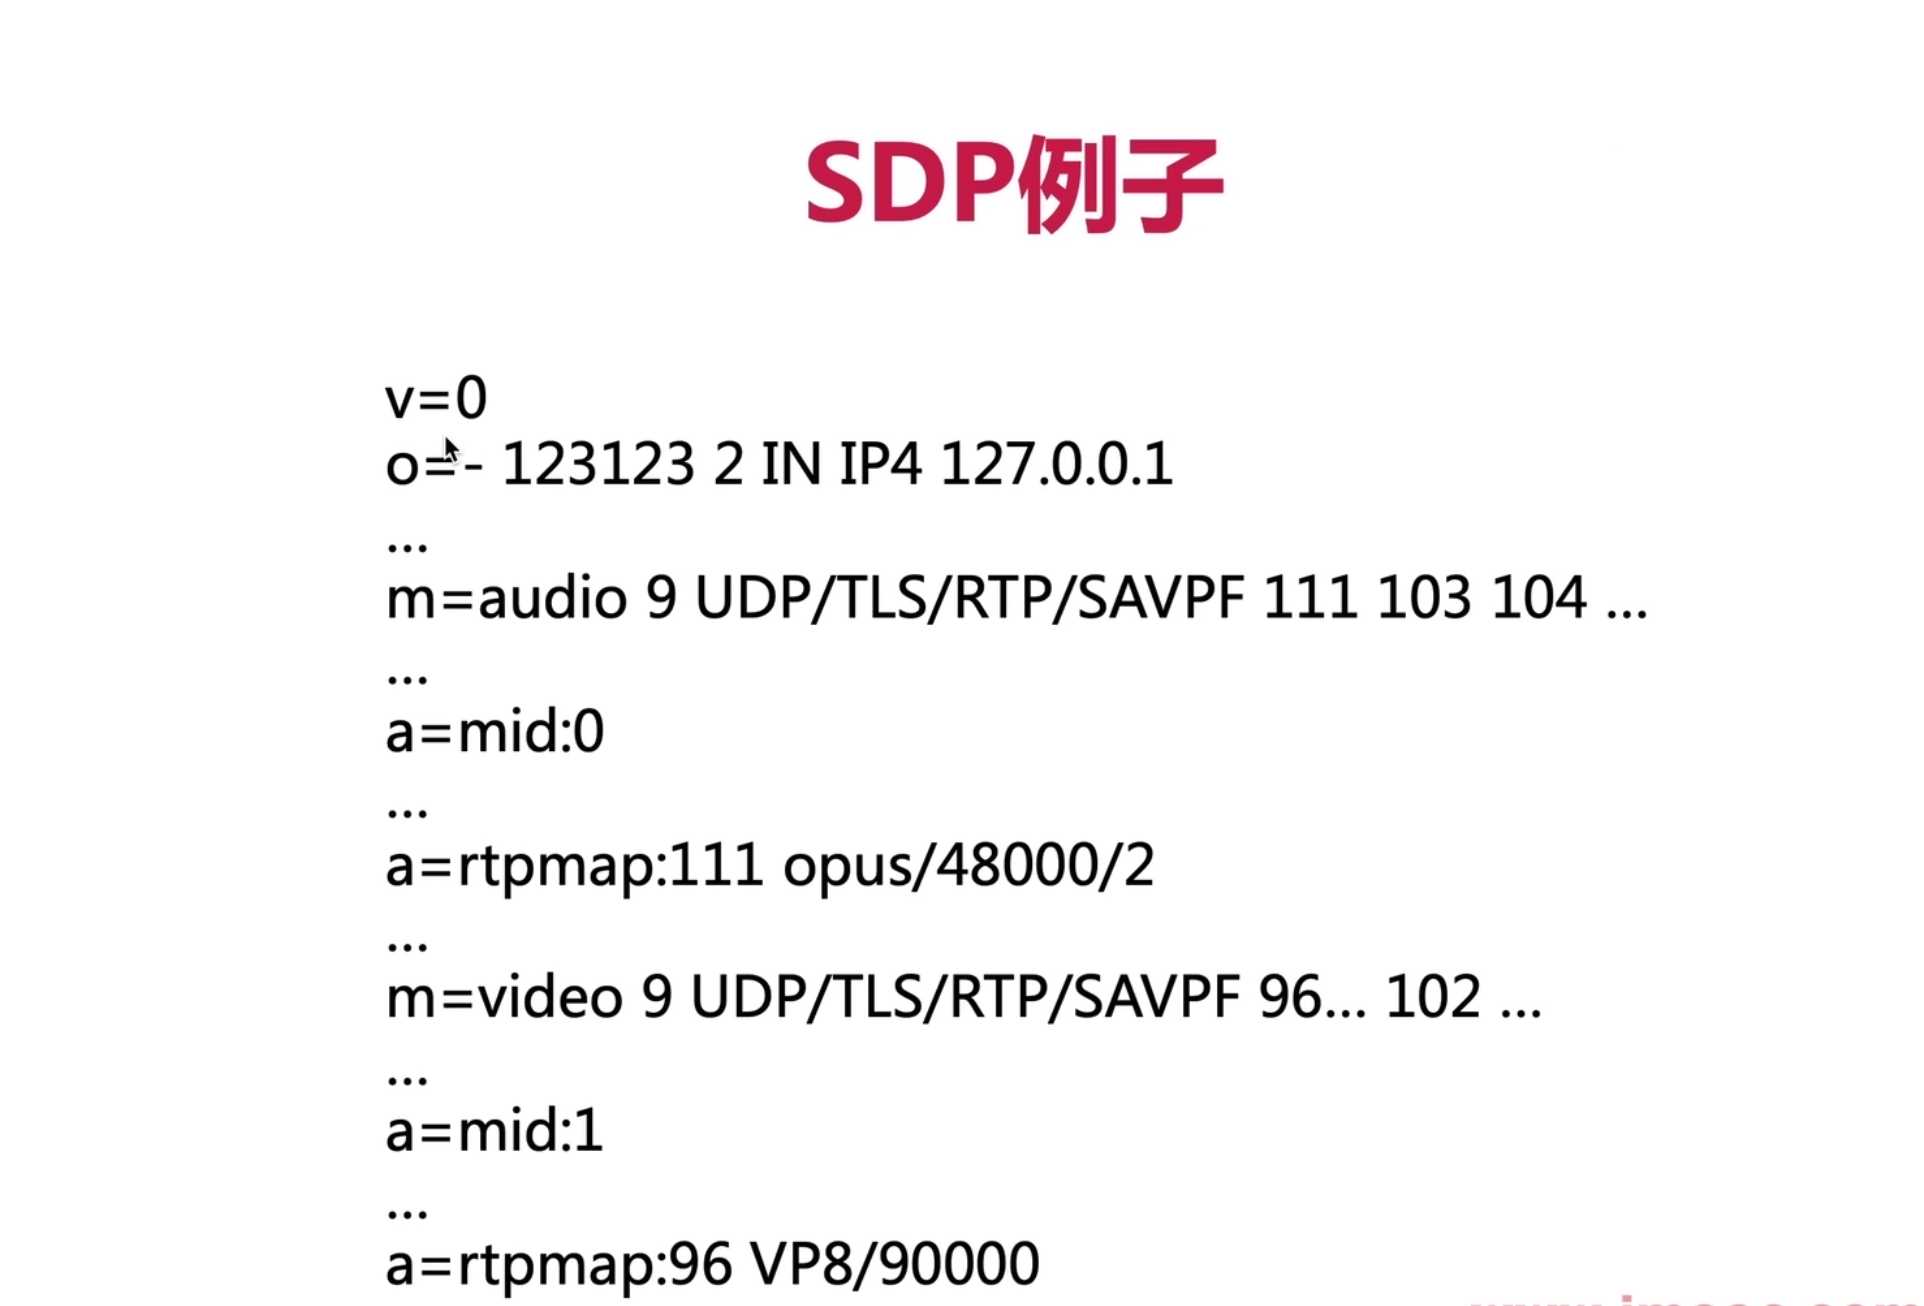 SDP例子
v=0
o=- 123123 2 IN IP4 127.0.0.1
...
m=audio 9 UDP/TLS/RTP/SAVPF 111 103 104 ...
...
a=mid:0
...
a=rtpmap:111 opus/48000/2
...
m=video 9 UDP/TLS/RTP/SAVPF 96... 102 ...
...
a=mid:1
...
a=rtpmap:96 VP8/90000